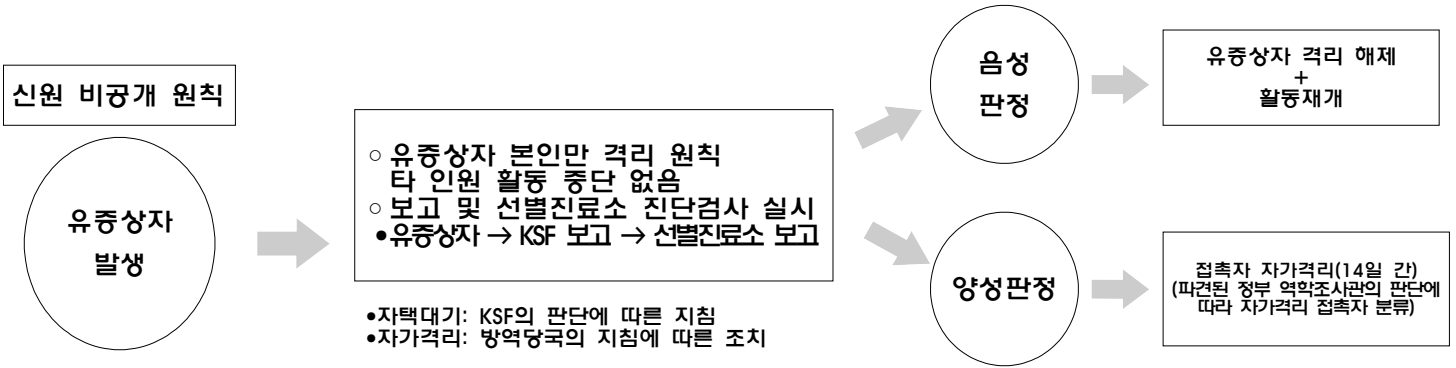 신원 비공개 원칙
유증상자
발생
○ 유증상자 본인만 격리 원칙
타 인원 활동 중단 없음
○ 보고 및 선별진료소 진단검사 실시
•유증상자 → KSF 보고 → 선별진료소 보고
•자택대기: KSF의 판단에 따른 지침
•자가격리: 방역당국의 지침에 따른 조치
음성
판정
유증상자 격리 해제
+
활동재개
양성판정
접촉자 자가격리(14일 간)
(파견된 정부 역학조사관의 판단에
따라 자가격리 접촉자 분류)